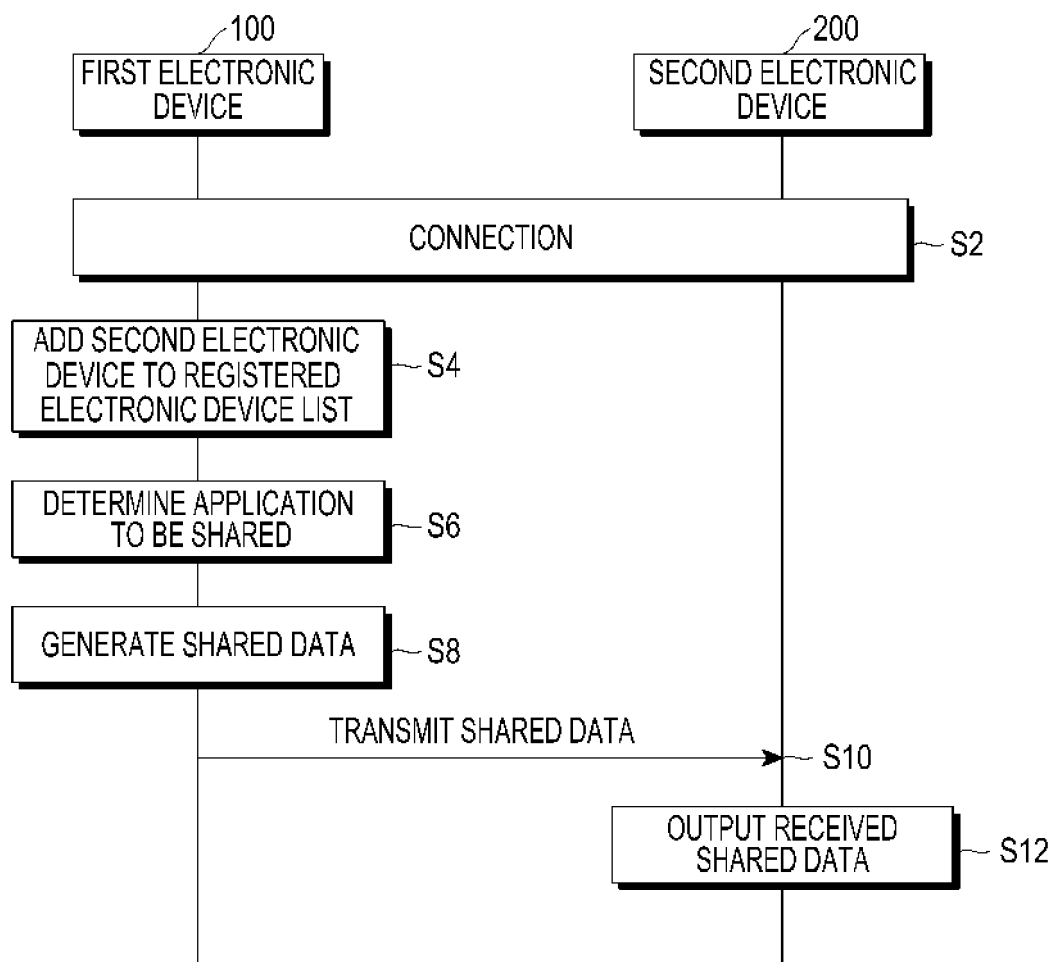 100
200
FIRST ELECTRONIC
DEVICE
SECOND ELECTRONIC
DEVICE
CONNECTION
S2
ADD SECOND ELECTRONIC
DEVICE TO REGISTERED
ELECTRONIC DEVICE LIST
S4
DETERMINE APPLICATION
TO BE SHARED
S6
GENERATE SHARED DATA
S8
TRANSMIT SHARED DATA
S10
OUTPUT RECEIVED
SHARED DATA
S12